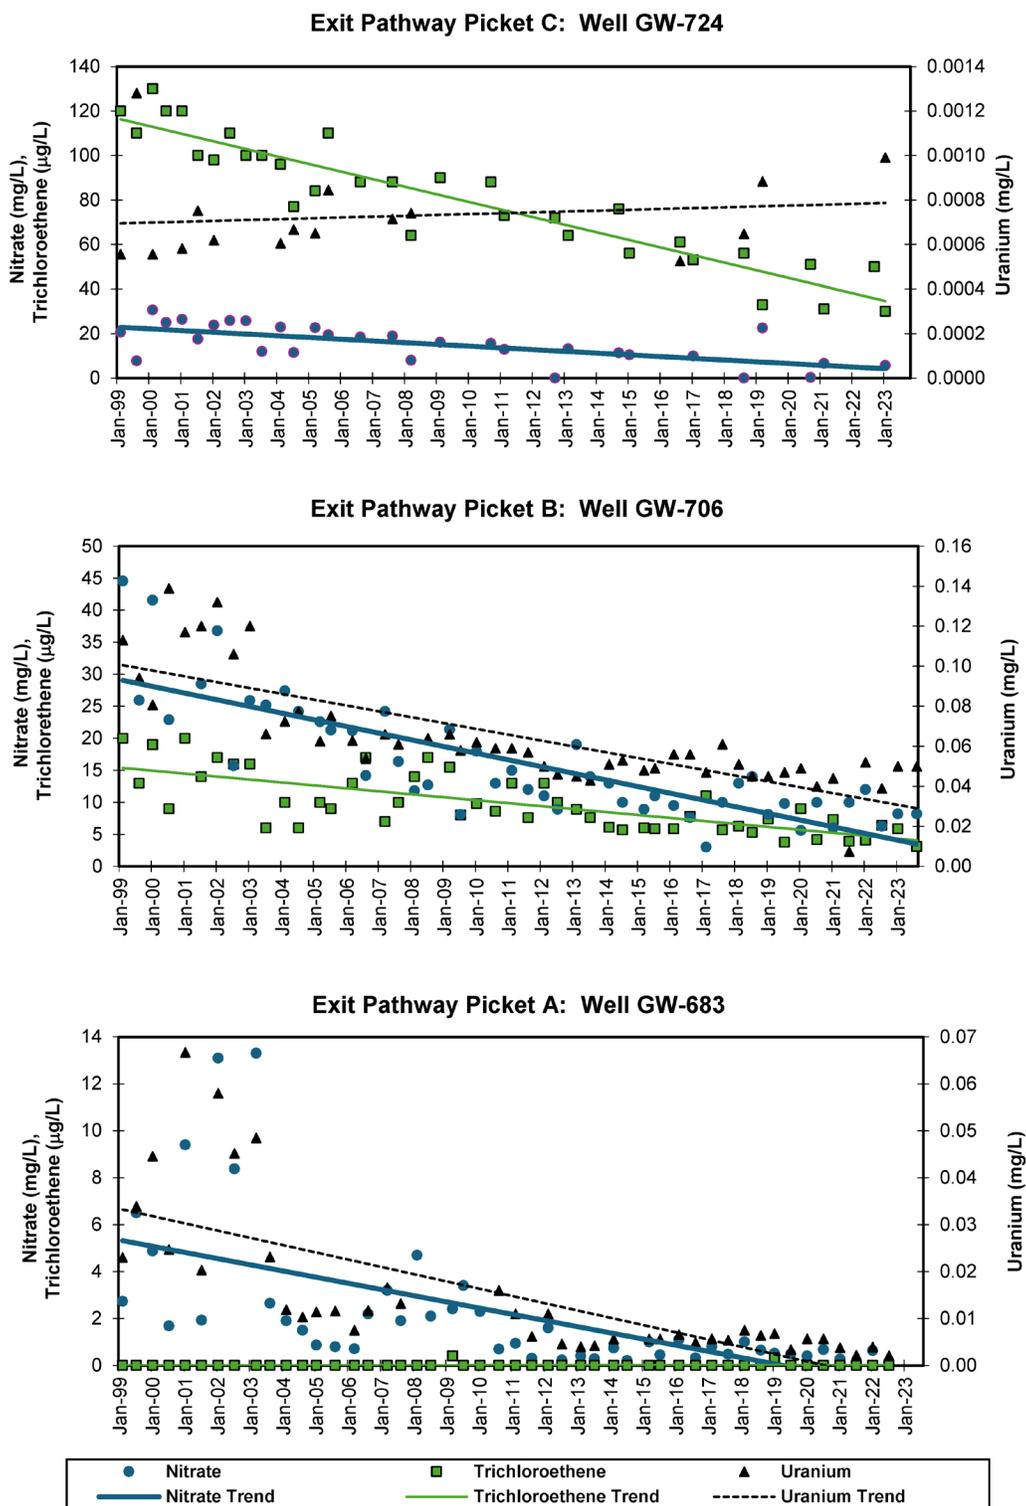 Exit Pathway Picket C: Well GW-724
Nitrate (mg/L),
Trichloroethene (µg/L)
140
120
100
80
60
40
20
0
0.0014
0.0012
0.0010
0.0008
0.0006
0.0004
0.0002
0.0000
Uranium (mg/L)
Jan-99
Jan-00
Jan-01
Jan-02
Jan-03
Jan-04
Jan-05
Jan-06
Jan-07
Jan-08
Jan-09
Jan-10
Jan-11
Jan-12
Jan-13
Jan-14
Jan-15
Jan-16
Jan-17
Jan-18
Jan-19
Jan-20
Jan-21
Jan-22
Jan-23
Exit Pathway Picket B: Well GW-706
Nitrate (mg/L),
Trichloroethene (µg/L)
50
45
40
35
30
25
20
15
10
5
0
0.16
0.14
0.12
0.10
0.08
0.06
0.04
0.02
0.00
Uranium (mg/L)
Jan-99
Jan-00
Jan-01
Jan-02
Jan-03
Jan-04
Jan-05
Jan-06
Jan-07
Jan-08
Jan-09
Jan-10
Jan-11
Jan-12
Jan-13
Jan-14
Jan-15
Jan-16
Jan-17
Jan-18
Jan-19
Jan-20
Jan-21
Jan-22
Jan-23
Exit Pathway Picket A: Well GW-683
Nitrate (mg/L),
Trichloroethene (µg/L)
14
12
10
8
6
4
2
0
0.07
0.06
0.05
0.04
0.03
0.02
0.01
0.00
Uranium (mg/L)
Jan-99
Jan-00
Jan-01
Jan-02
Jan-03
Jan-04
Jan-05
Jan-06
Jan-07
Jan-08
Jan-09
Jan-10
Jan-11
Jan-12
Jan-13
Jan-14
Jan-15
Jan-16
Jan-17
Jan-18
Jan-19
Jan-20
Jan-21
Jan-22
Jan-23
Nitrate Trichloroethene Uranium
Nitrate Trend Trichloroethene Trend Uranium Trend